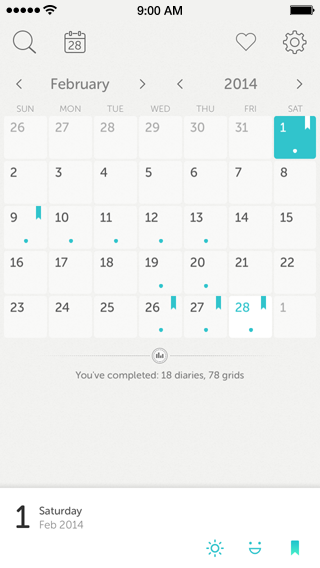 9:00 AM
28
February 2014
SUN MON TUE WED THU FRI SAT
26 27 28 29 30 31 1
2 3 4 5 6 7 8
9 10 11 12 13 14 15
16 17 18 19 20 21 22
23 24 25 26 27 28 1
You've completed: 18 diaries, 78 grids
1 Saturday
Feb 2014